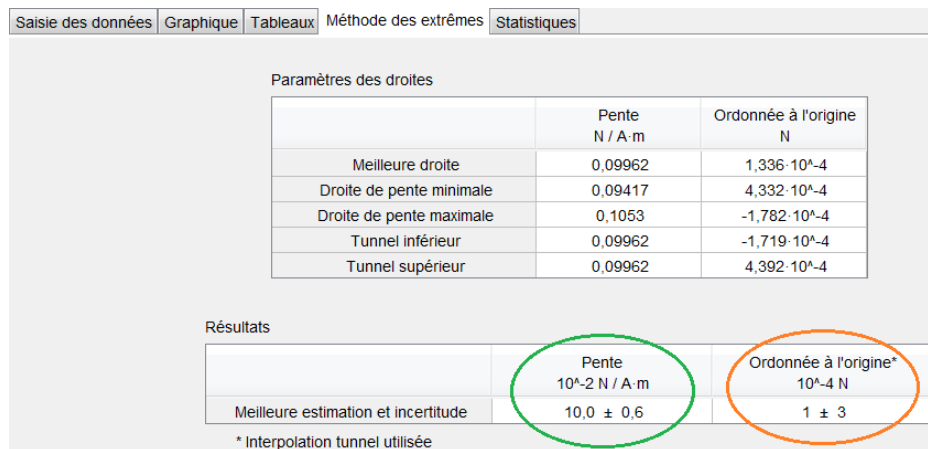 Saisie des données Graphique Tableaux Méthode des extrêmes Statistiques
Paramètres des droites
Pente Ordonnée à l'origine
N / A·m N
Meilleure droite 0,09962 1,336·10^-4
Droite de pente minimale 0,09417 4,332·10^-4
Droite de pente maximale 0,1053 -1,782·10^-4
Tunnel inférieur 0,09962 -1,719·10^-4
Tunnel supérieur 0,09962 4,392·10^-4
Résultats
Pente Ordonnée à l'origine*
10^-2 N / A·m 10^-4 N
Meilleure estimation et incertitude 10,0 ± 0,6 1 ± 3
* Interpolation tunnel utilisée